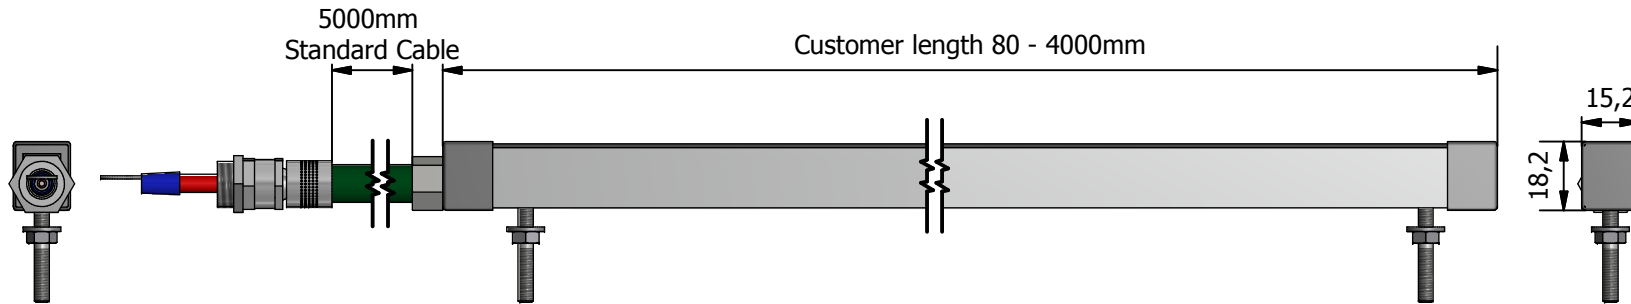 5000mm
Standard Cable
Customer length 80 - 4000mm
15,2
18,2